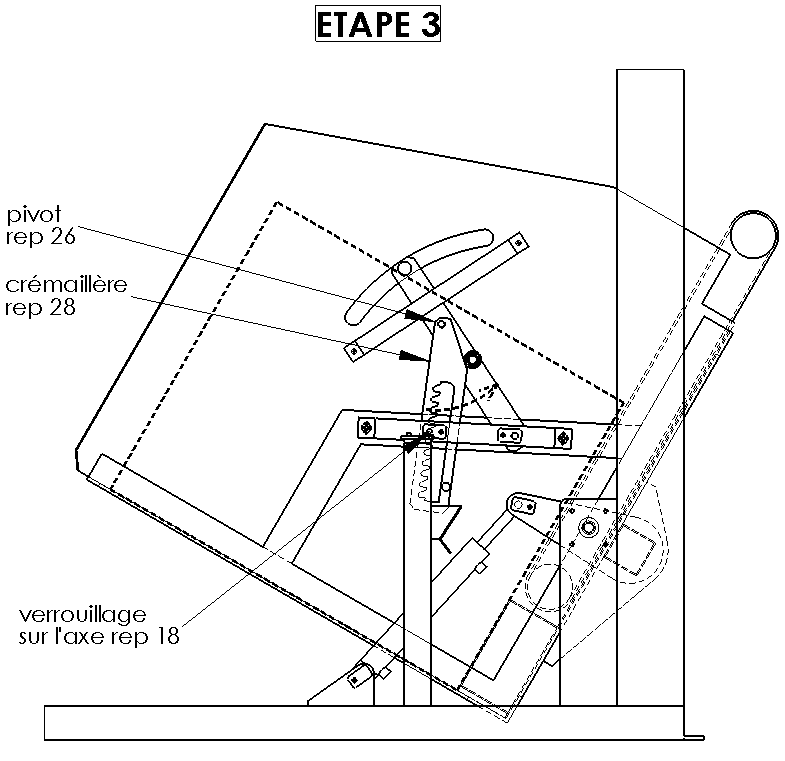 ETAPE 3
pivot
rep 26
crémaillère
rep 28
verrouillage
sur l'axe rep 18